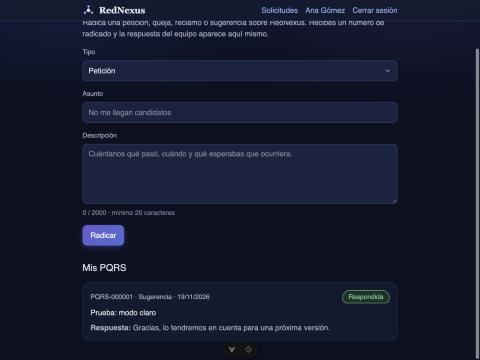 RedNexus
Solicitudes Ana Gómez Cerrar sesión
Radica una petición, queja, reclamo o sugerencia sobre RedNexus. Recibes un número de
radicado y la respuesta del equipo aparece aquí mismo.
Tipo
Petición
Asunto
No me llegan candidatos
Descripción
Cuéntanos qué pasó, cuándo y qué esperabas que ocurriera.
0 / 2000 · mínimo 20 caracteres
Radicar
Mis PQRS
PQRS-000001 · Sugerencia · 19/11/2026
Respondida
Prueba: modo claro
Respuesta: Gracias, lo tendremos en cuenta para una próxima versión.